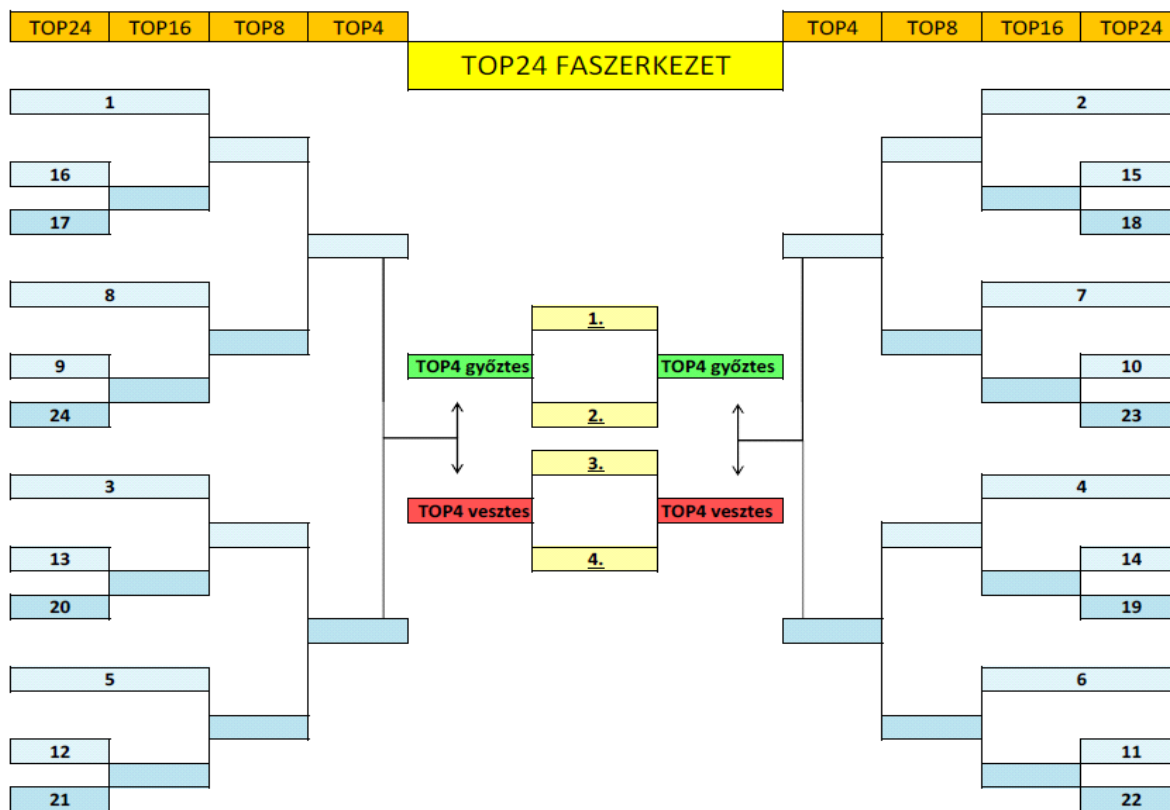 TOP24 TOP16 TOP8 TOP4 TOP4 TOP8 TOP16 TOP24
TOP24 FASZERKEZET
1 2
16 15
17 18
8 7
1.
9 TOP4 győztes TOP4 győztes 10
24 2. 23
3.
3 4
TOP4 vesztes TOP4 vesztes
13 4. 14
20 19
5 6
12 11
21 22